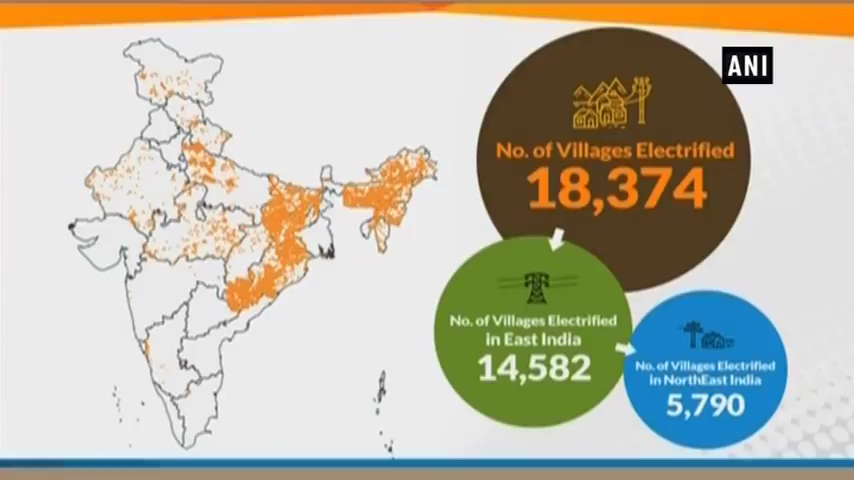 ANI
No. of Villages Electrified
18,374
No. of Villages Electrified
in East India
14,582
No. of Villages Electrified
in NorthEast India
5,790